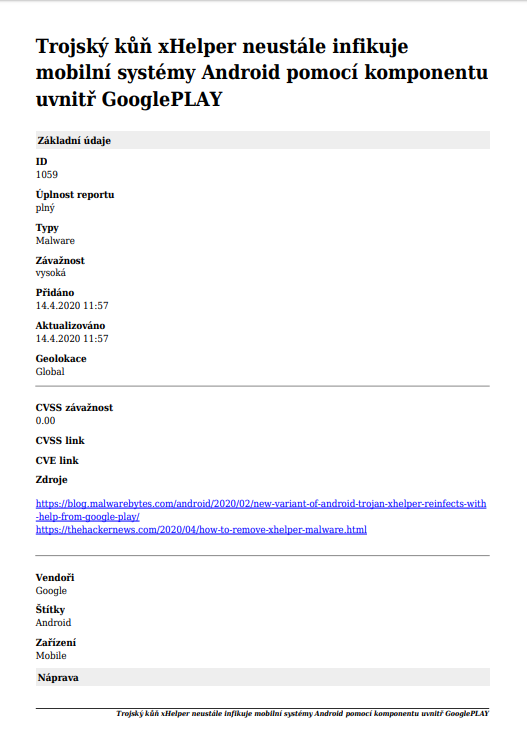 Trojský kůň xHelper neustále infikuje
mobilní systémy Android pomocí komponentu
uvnitř GooglePLAY
Základní údaje
ID
1059
Úplnost reportu
plný
Typy
Malware
Závažnost
vysoká
Přidáno
14.4.2020 11:57
Aktualizováno
14.4.2020 11:57
Geolokace
Global
CVSS závažnost
0.00
CVSS link
CVE link
Zdroje
https://blog.malwarebytes.com/android/2020/02/new-variant-of-android-trojan-xhelper-reinfects-with
-help-from-google-play/
https://thehackernews.com/2020/04/how-to-remove-xhelper-malware.html
Vendoři
Google
Štítky
Android
Zařízení
Mobile
Náprava
Trojský kůň xHelper neustále infikuje mobilní systémy Android pomocí komponentu uvnitř GooglePLAY